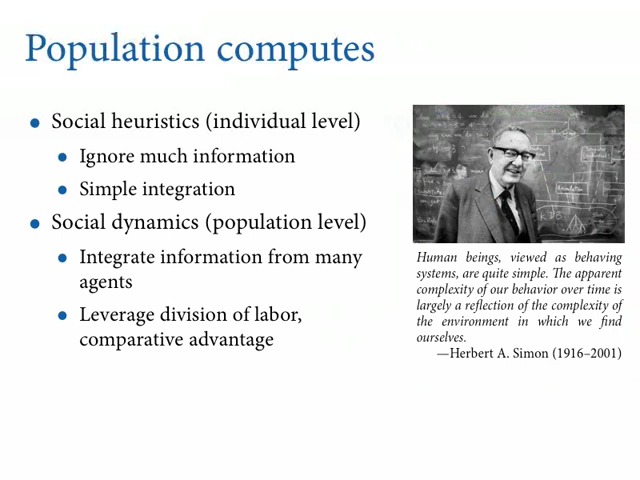 Population computes
Social heuristics (individual level)
Ignore much information
Simple integration
Social dynamics (population level)
Integrate information from many
agents
Leverage division of labor,
comparative advantage
Human beings, viewed as behaving
systems, are quite simple. The apparent
complexity of our behavior over time is
largely a reflection of the complexity of
the environment in which we find
ourselves.
—Herbert A. Simon (1916–2001)